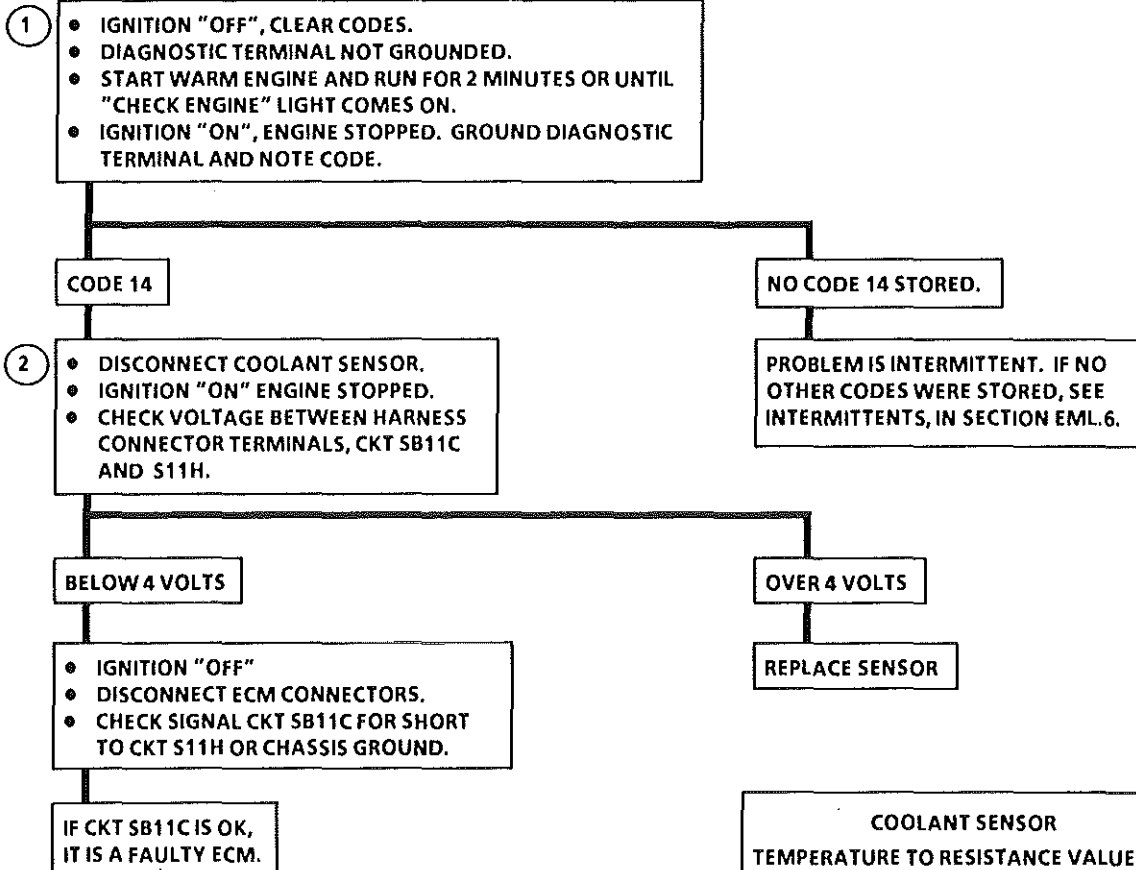 1
• IGNITION "OFF", CLEAR CODES.
• DIAGNOSTIC TERMINAL NOT GROUNDED.
• START WARM ENGINE AND RUN FOR 2 MINUTES OR UNTIL
"CHECK ENGINE" LIGHT COMES ON.
• IGNITION "ON", ENGINE STOPPED. GROUND DIAGNOSTIC
TERMINAL AND NOTE CODE.
CODE 14
NO CODE 14 STORED.
2
• DISCONNECT COOLANT SENSOR.
• IGNITION "ON" ENGINE STOPPED.
• CHECK VOLTAGE BETWEEN HARNESS
CONNECTOR TERMINALS, CKT SB11C
AND S11H.
PROBLEM IS INTERMITTENT. IF NO
OTHER CODES WERE STORED, SEE
INTERMITTENTS, IN SECTION EML.6.
BELOW 4 VOLTS
OVER 4 VOLTS
• IGNITION "OFF"
• DISCONNECT ECM CONNECTORS.
• CHECK SIGNAL CKT SB11C FOR SHORT
TO CKT S11H OR CHASSIS GROUND.
REPLACE SENSOR
IF CKT SB11C IS OK,
IT IS A FAULTY ECM.
COOLANT SENSOR
TEMPERATURE TO RESISTANCE VALUE